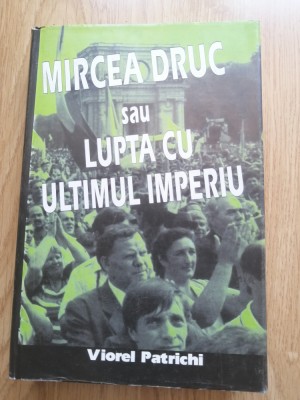 MIRCEA DRUC
sau
LUPTA CU
ULTIMUL IMPERIU
Viorel Patrichi